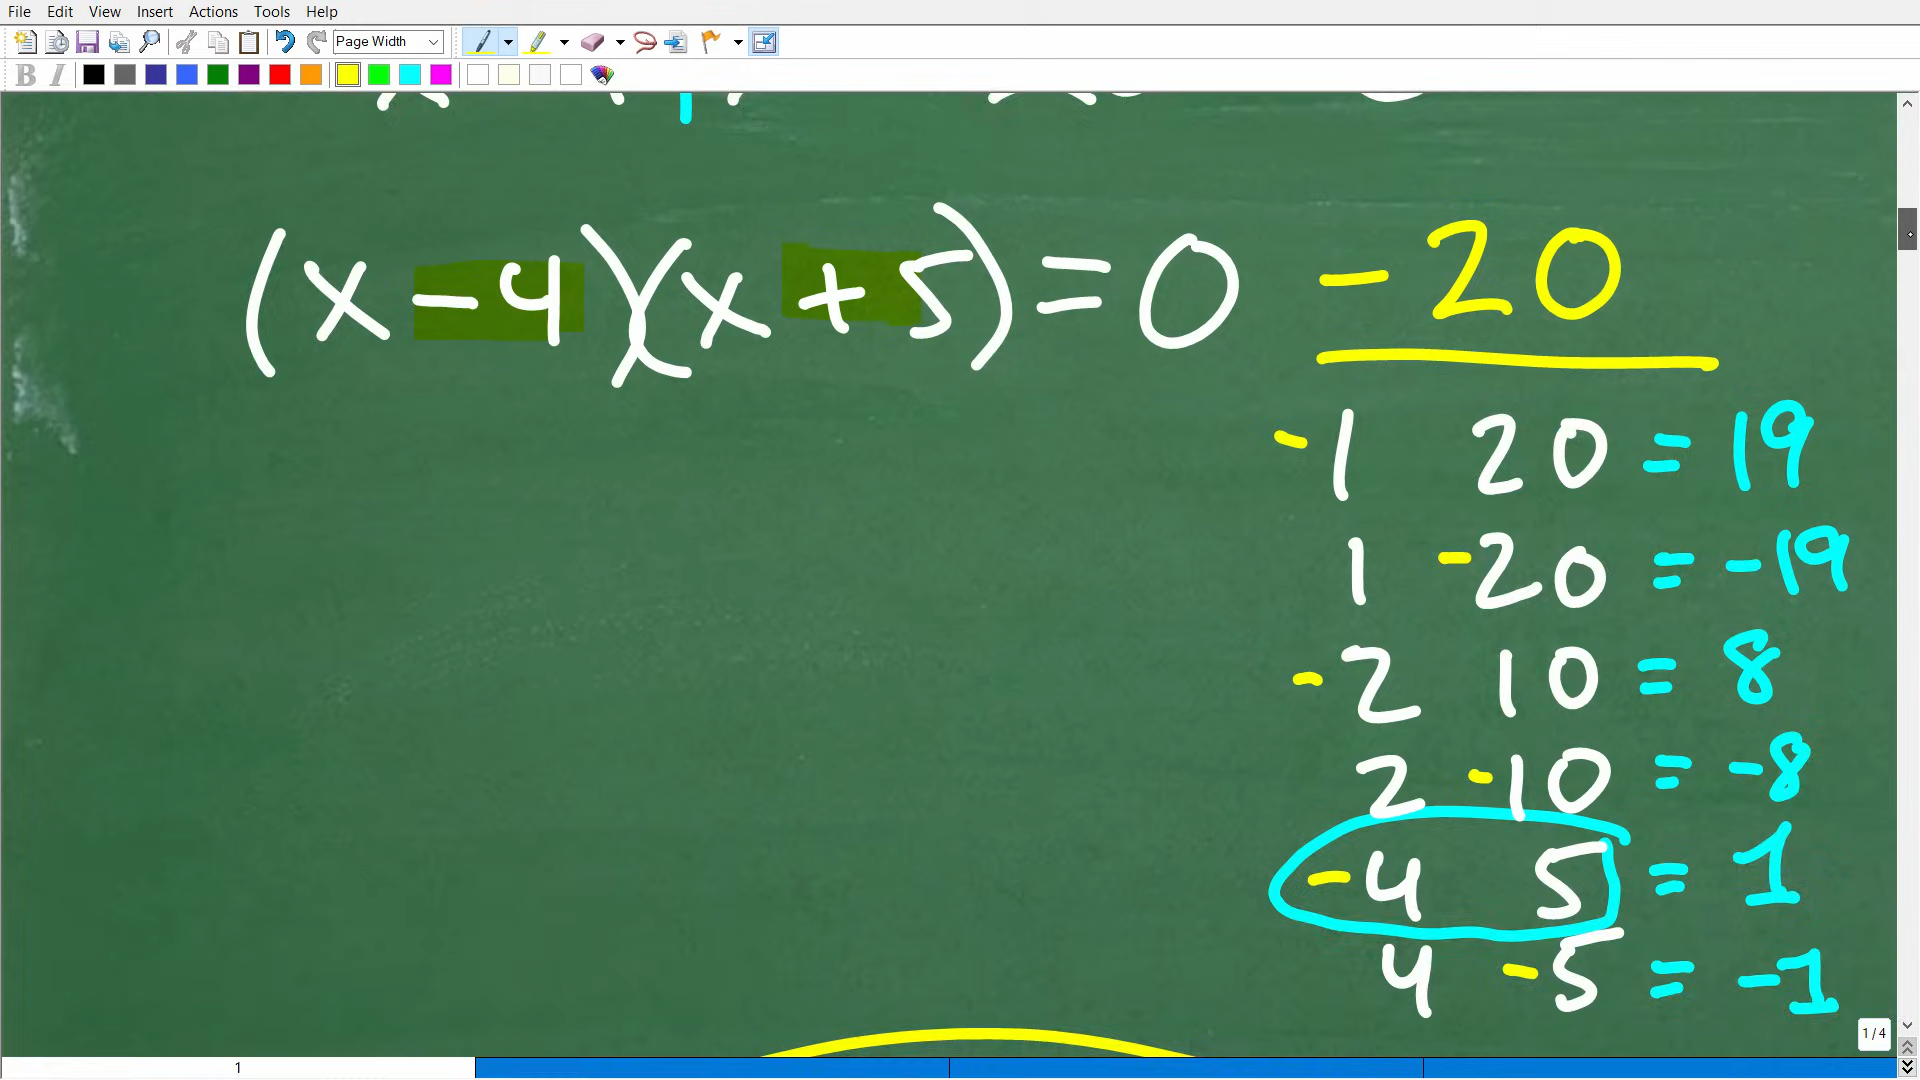 File Edit View Insert Actions Tools Help
Page Width
B I
(x - 4)(x + 5) = 0
-20
-1 20 = 19
1 -20 = -19
-2 10 = 8
2 -10 = -8
-4 5 = 1
4 -5 = -1
1 / 4
1